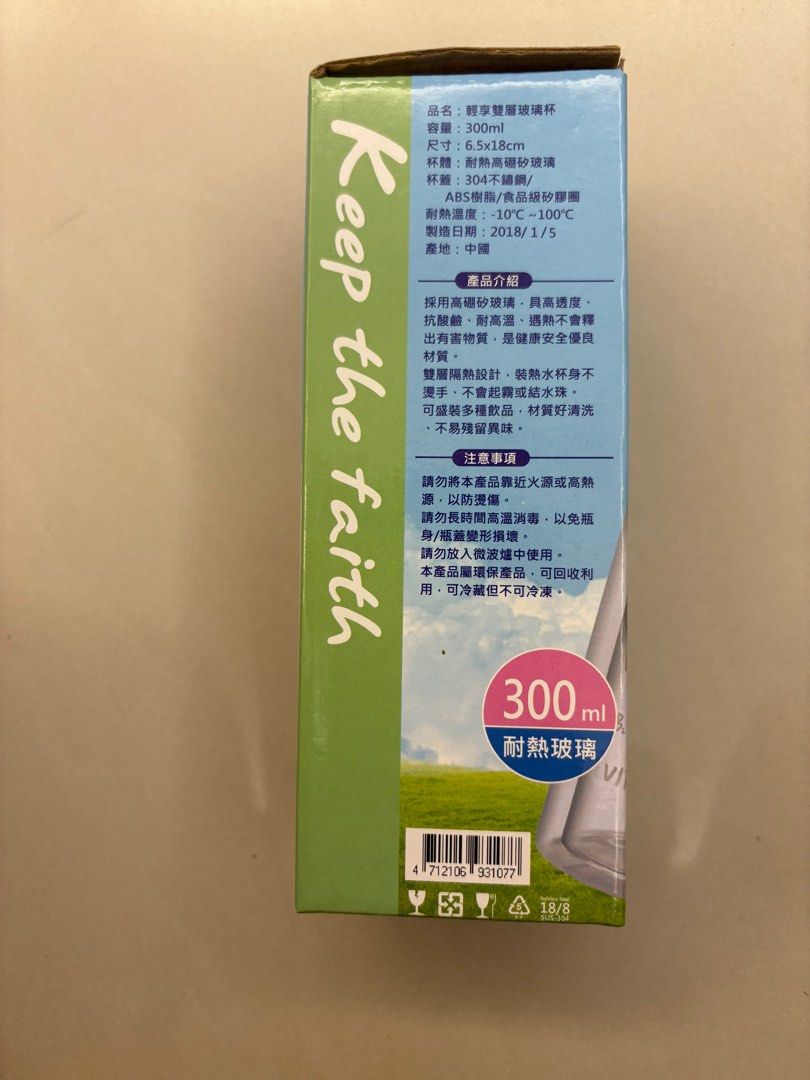 Keep the faith
品名：輕享雙層玻璃杯
容量：300ml
尺寸：6.5x18cm
杯體：耐熱高硼矽玻璃
杯蓋：304不鏽鋼/
ABS樹脂/食品級矽膠圈
耐熱溫度：-10℃ ~100℃
製造日期：2018/ 1 / 5
產地：中國
產品介紹
採用高硼矽玻璃，具高透度、
抗酸鹼、耐高溫、遇熱不會釋
出有害物質，是健康安全優良
材質。
雙層隔熱設計，裝熱水杯身不
燙手、不會起霧或結水珠。
可盛裝多種飲品，材質好清洗
、不易殘留異味。
注意事項
請勿將本產品靠近火源或高熱
源，以防燙傷。
請勿長時間高溫消毒，以免瓶
身/瓶蓋變形損壞。
請勿放入微波爐中使用。
本產品屬環保產品，可回收利
用，可冷藏但不可冷凍。
300 ml
耐熱玻璃
VI
4 712106 931077
5
Stainless Steel
18/8
SUS-304